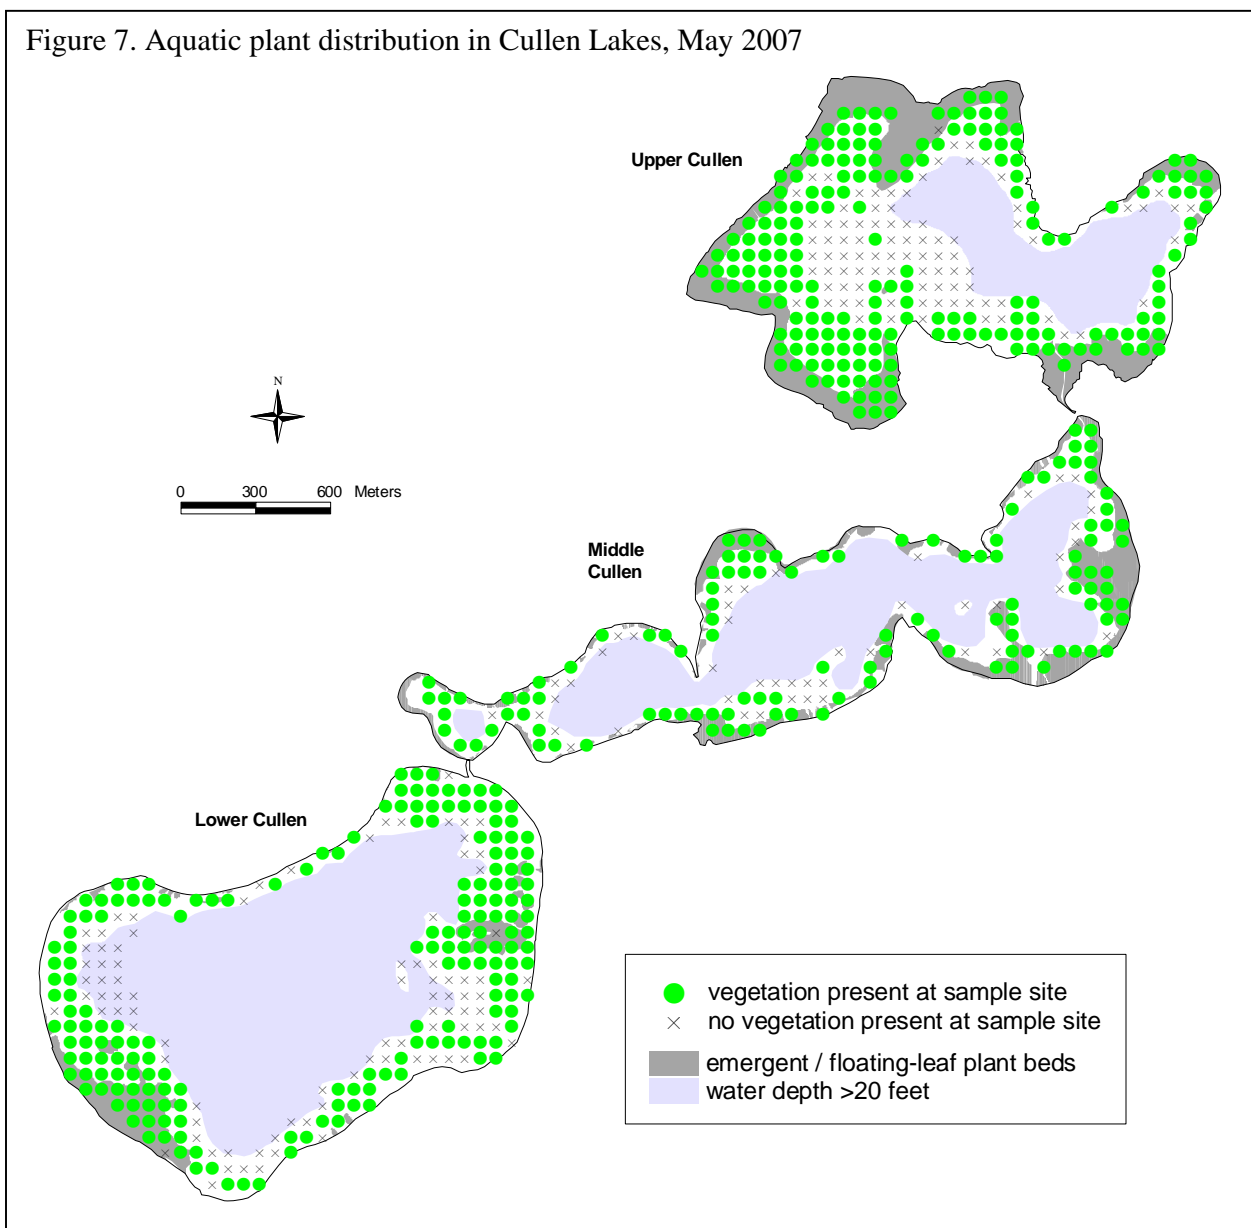 Figure 7. Aquatic plant distribution in Cullen Lakes, May 2007
Upper Cullen
N
0 300 600 Meters
Middle
Cullen
Lower Cullen
vegetation present at sample site
no vegetation present at sample site
emergent / floating-leaf plant beds
water depth >20 feet